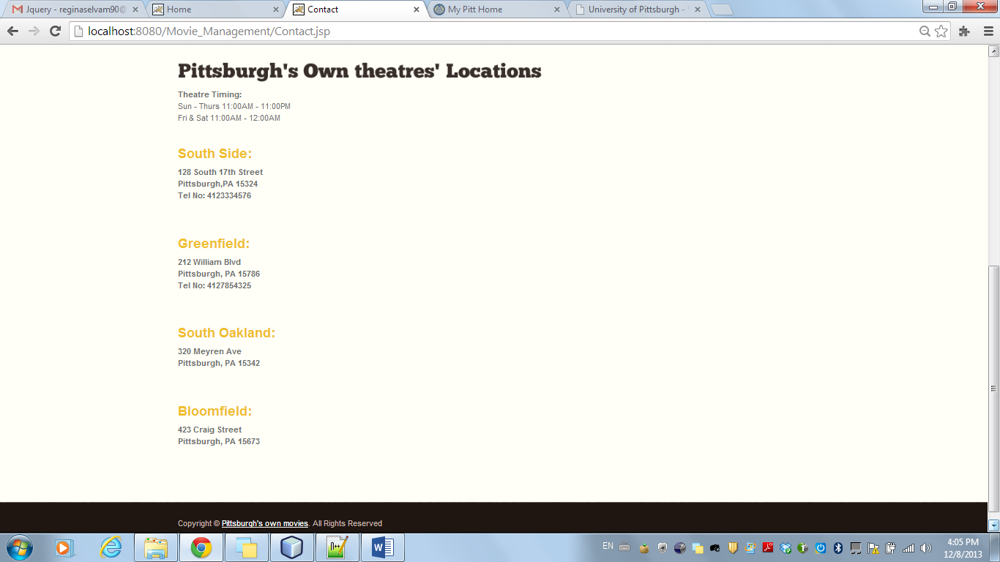 Jquery - reginaselvam90@
Home
Contact
My Pitt Home
University of Pittsburgh -
localhost:8080/Movie_Management/Contact.jsp
Pittsburgh's Own theatres' Locations
Theatre Timing:
Sun - Thurs 11:00AM - 11:00PM
Fri & Sat 11:00AM - 12:00AM
South Side:
128 South 17th Street
Pittsburgh,PA 15324
Tel No: 4123334576
Greenfield:
212 William Blvd
Pittsburgh, PA 15786
Tel No: 4127854325
South Oakland:
320 Meyren Ave
Pittsburgh, PA 15342
Bloomfield:
423 Craig Street
Pittsburgh, PA 15673
Copyright © Pittsburgh's own movies. All Rights Reserved
EN
4:05 PM
12/8/2013